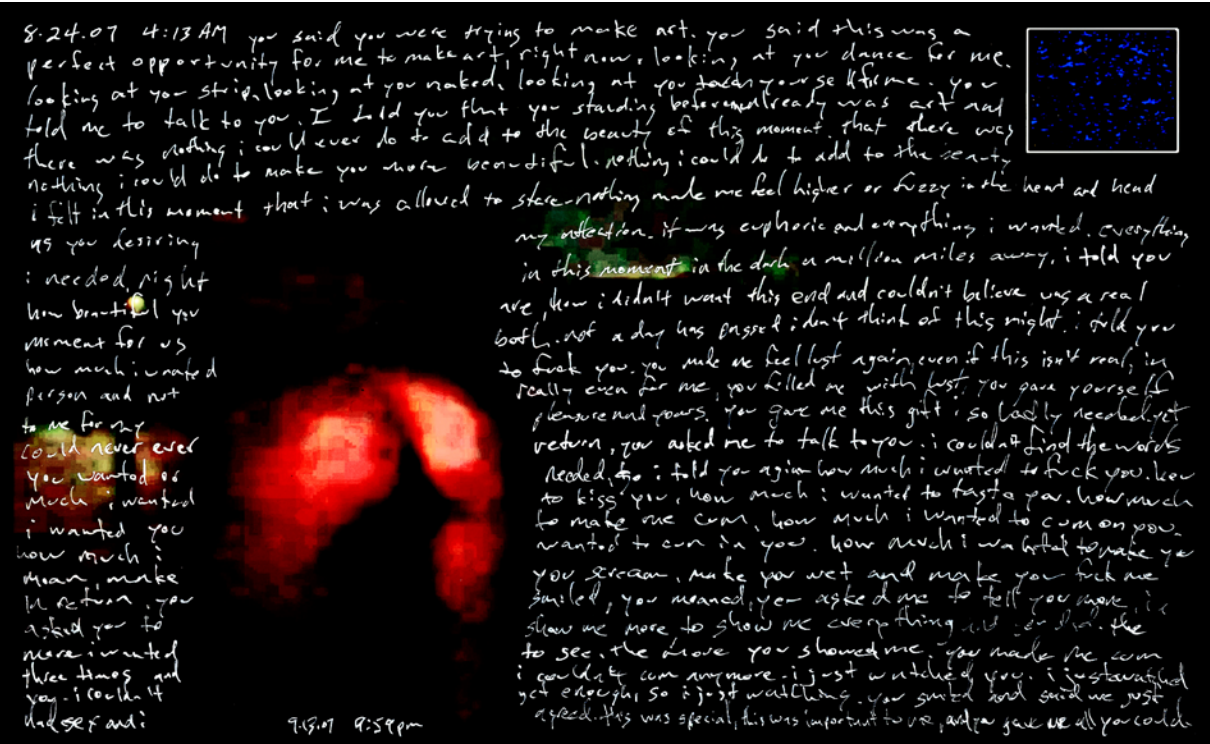 8.24.07 4:13 AM you said you were trying to make art. you said this was a
perfect opportunity for me to make art, right now, looking at you dance for me.
looking at you strip, looking at you naked, looking at you touch yourself for me. you
told me to talk to you. I told you that you standing before me already was art and
there was nothing i could ever do to add to the beauty of this moment. that there was
nothing i could do to make you more beautiful. nothing i could do to add to the beauty
i felt in this moment that i was allowed to stare. nothing made me feel higher or fuzzy in the heart and head
as you desiring my reflection. it was euphoric and everything i wanted. everything
i needed, right in this moment in the dark a million miles away, i told you
how beautiful you are, how i didn't want this end and couldn't believe was a real
moment for us both. not a day has passed i don't think of this night. i told you
how much i wanted to fuck you. you made me feel lust again, even if this isn't real, in
person and not really even for me, you filled me with lust, you gave yourself
to me for my pleasure and yours, you gave me this gift i so badly needed yet
could never ever return, you asked me to talk to you. i couldn't find the words
you wanted or needed, so i told you agian how much i wanted to fuck you. how
much i wanted to kiss you, how much i wanted to taste you. how much
i wanted you to make me cum, how much i wanted to cum on you.
how much i wanted to cum in you. how much i wanted to make you
moan, make you scream, make you wet and make you fuck me
in return. you smiled, you moaned, you asked me to tell you more, i
asked you to show me more to show me everything the
more i wanted to see. the more you showed me. you made me cum
three times and i couldn't cum anymore. i just watched you. i just watched
you. i couldn't get enough, so i just watching. you smiled and said we just
had sex and i agreed. this was special, this was important to me, and you gave me all you could.
9.13.07 9:59pm